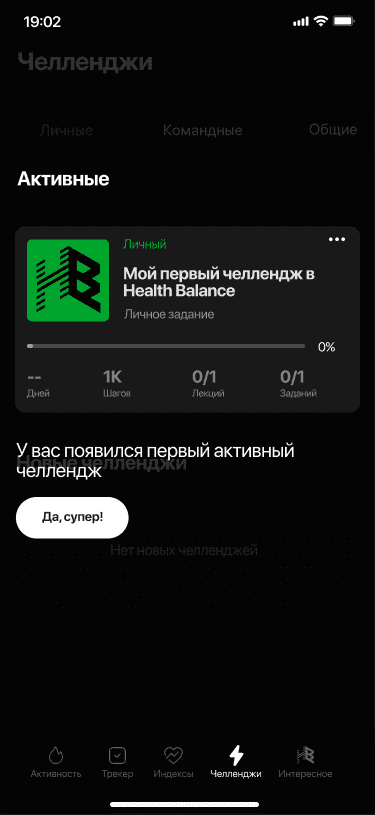 19:02
Челленджи
Личные
Командные
Общие
Активные
Личный
•••
Мой первый челлендж в
Health Balance
Личное задание
0%
-- 1K 0/1 0/1
Дней Шагов Лекций Заданий
У вас появился первый активный
Новые челленджи
челлендж
Да, супер!
Нет новых челленджей
Активность Трекер Индексы Челленджи Интересное